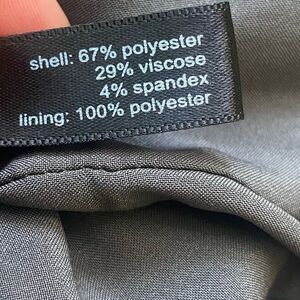 shell: 67% polyester
29% viscose
4% spandex
lining: 100% polyester